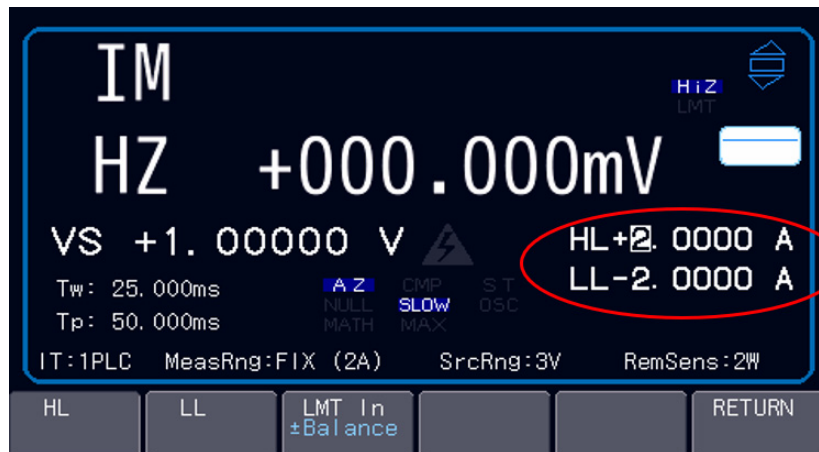 IM
HiZ
LMT
HZ +000.000mV
VS +1.00000 V
HL+2.0000 A
LL-2.0000 A
Tw: 25.000ms
AZ CMP ST
NULL SLOW OSC
Tp: 50.000ms
MATH MAX
IT:1PLC MeasRng:FIX (2A) SrcRng:3V RemSens:2W
HL LL LMT In RETURN
±Balance